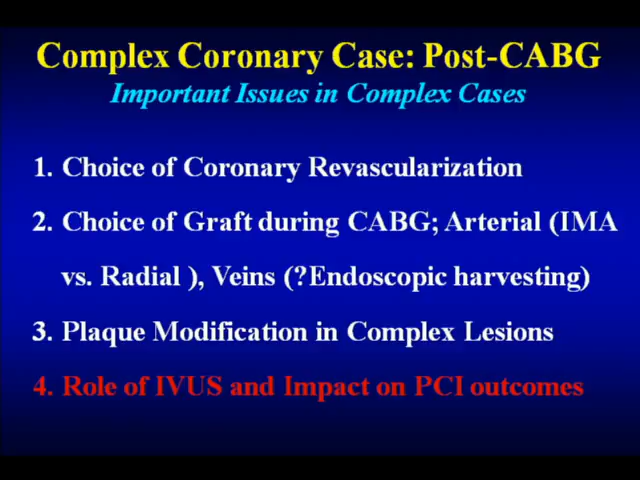 Complex Coronary Case: Post-CABG
Important Issues in Complex Cases
1. Choice of Coronary Revascularization
2. Choice of Graft during CABG; Arterial (IMA
vs. Radial ), Veins (?Endoscopic harvesting)
3. Plaque Modification in Complex Lesions
4. Role of IVUS and Impact on PCI outcomes